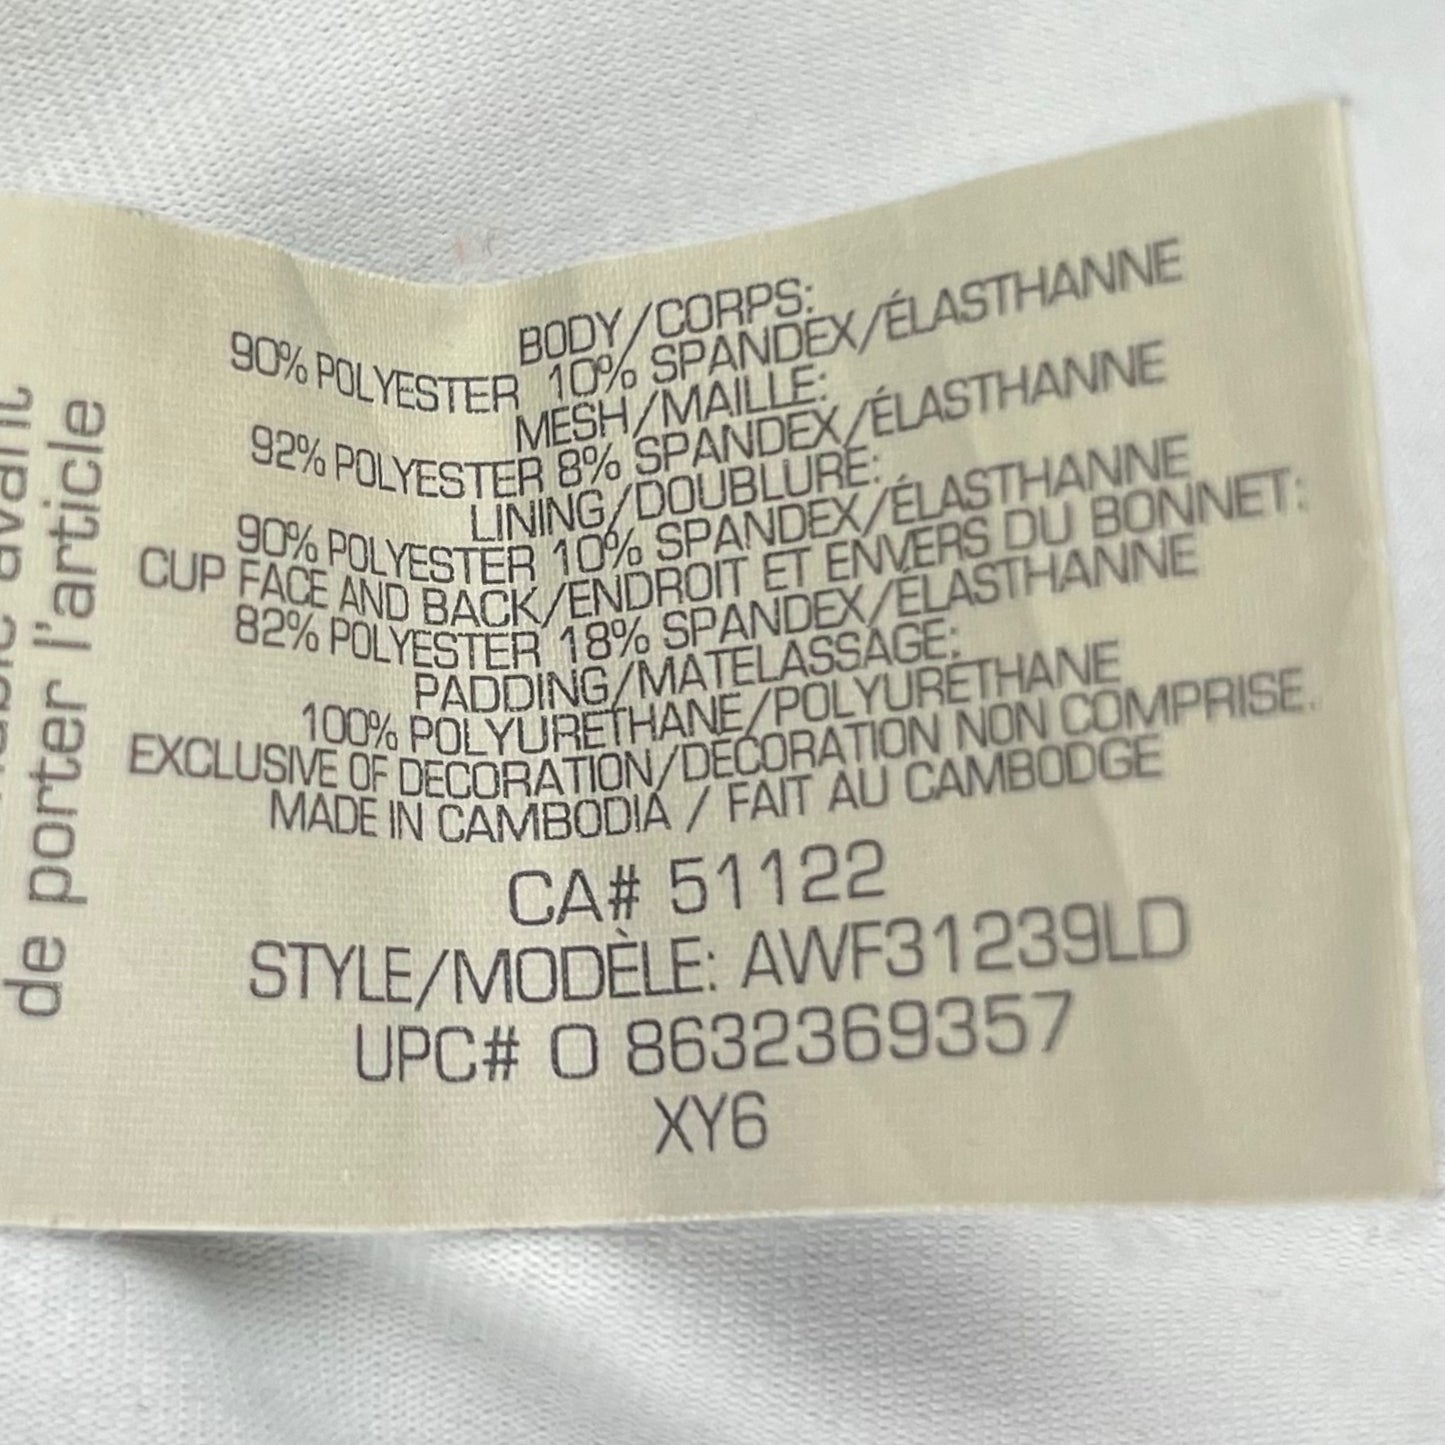 BODY/CORPS:
90% POLYESTER 10% SPANDEX/ÉLASTHANNE
MESH/MAILLE:
92% POLYESTER 8% SPANDEX/ÉLASTHANNE
LINING/DOUBLURE:
90% POLYESTER 10% SPANDEX/ÉLASTHANNE
CUP FACE AND BACK/ENDROIT ET ENVERS DU BONNET:
82% POLYESTER 18% SPANDEX/ÉLASTHANNE
PADDING/MATELASSAGE:
100% POLYURETHANE/POLYURÉTHANE
EXCLUSIVE OF DECORATION/DÉCORATION NON COMPRISE.
MADE IN CAMBODIA / FAIT AU CAMBODGE
CA# 51122
STYLE/MODÈLE: AWF31239LD
UPC# 0 8632369357
XY6
avant
de porter l'article